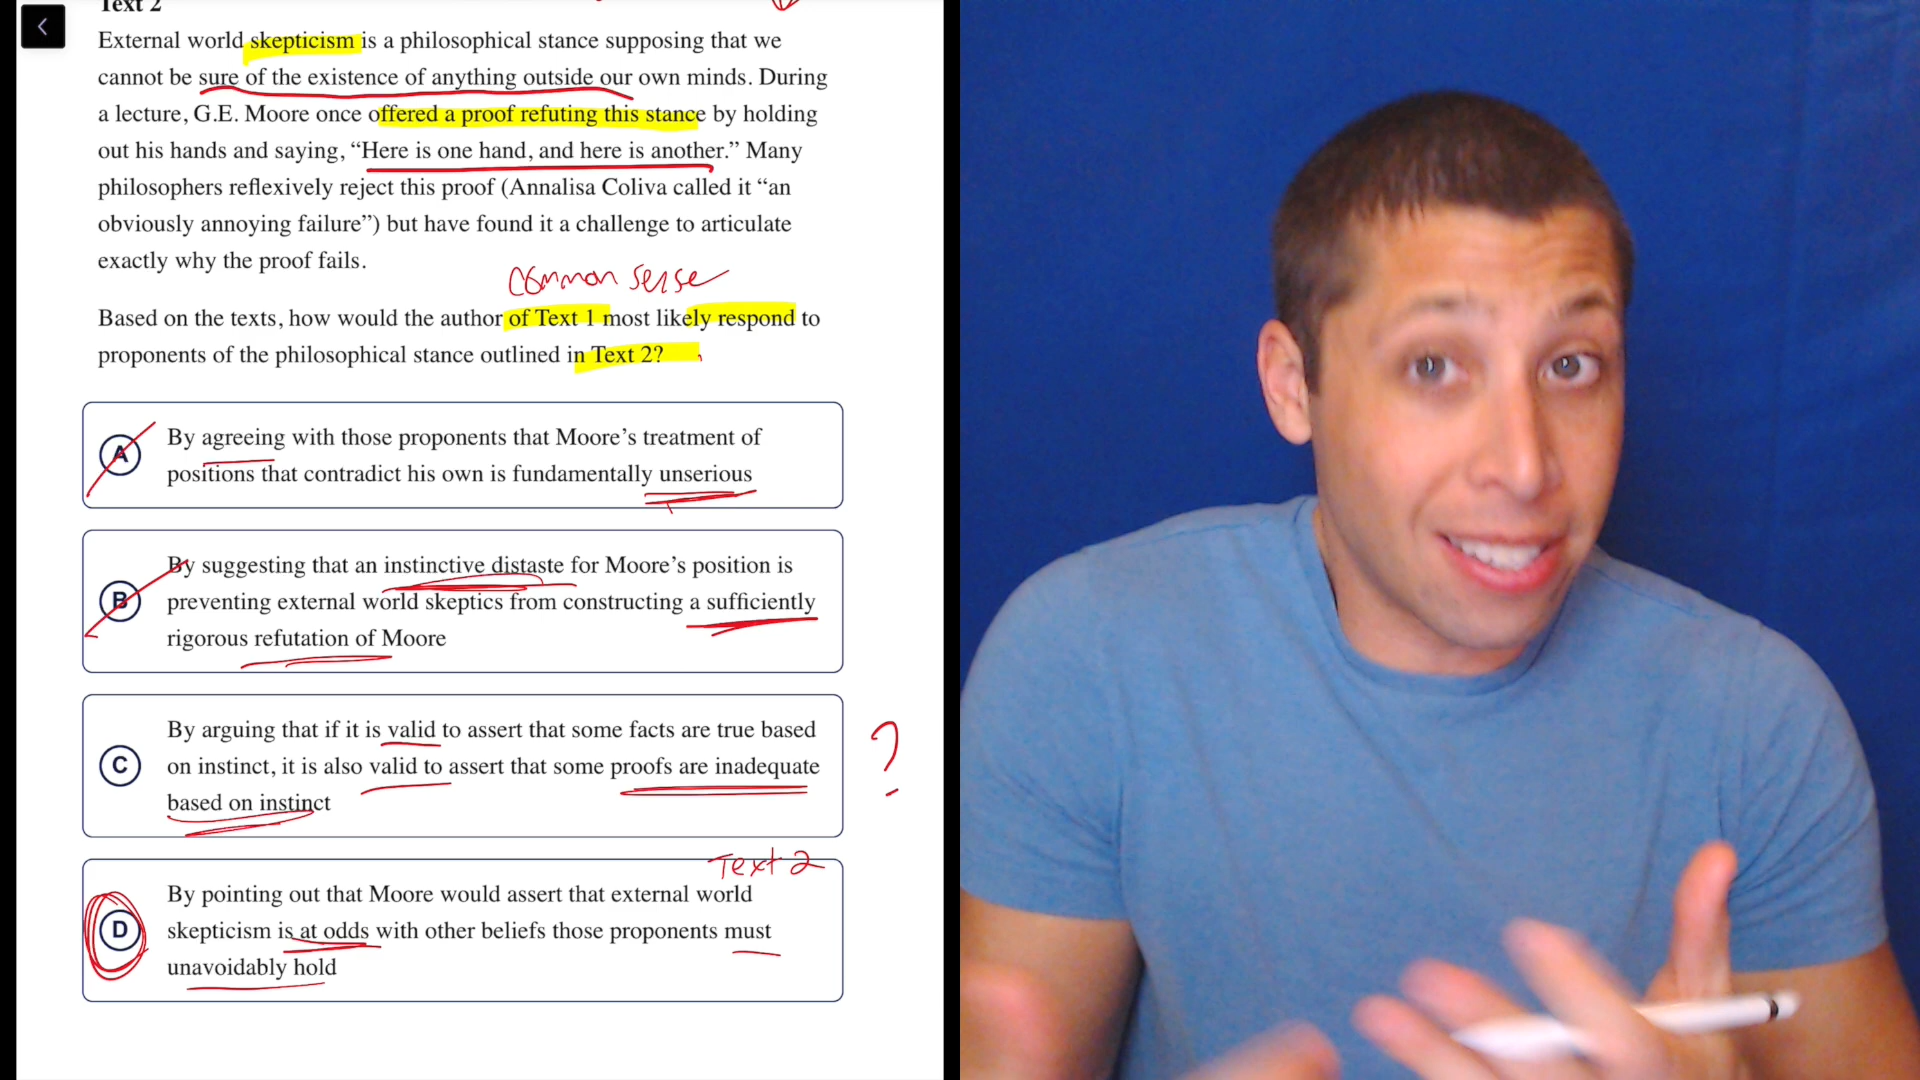 Text 2
External world skepticism is a philosophical stance supposing that we
cannot be sure of the existence of anything outside our own minds. During
a lecture, G.E. Moore once offered a proof refuting this stance by holding
out his hands and saying, “Here is one hand, and here is another.” Many
philosophers reflexively reject this proof (Annalisa Coliva called it “an
obviously annoying failure”) but have found it a challenge to articulate
exactly why the proof fails.
common sense
Based on the texts, how would the author of Text 1 most likely respond to
proponents of the philosophical stance outlined in Text 2?
A
By agreeing with those proponents that Moore’s treatment of
positions that contradict his own is fundamentally unserious
B
By suggesting that an instinctive distaste for Moore’s position is
preventing external world skeptics from constructing a sufficiently
rigorous refutation of Moore
C
By arguing that if it is valid to assert that some facts are true based
on instinct, it is also valid to assert that some proofs are inadequate
based on instinct
?
Text 2
D
By pointing out that Moore would assert that external world
skepticism is at odds with other beliefs those proponents must
unavoidably hold